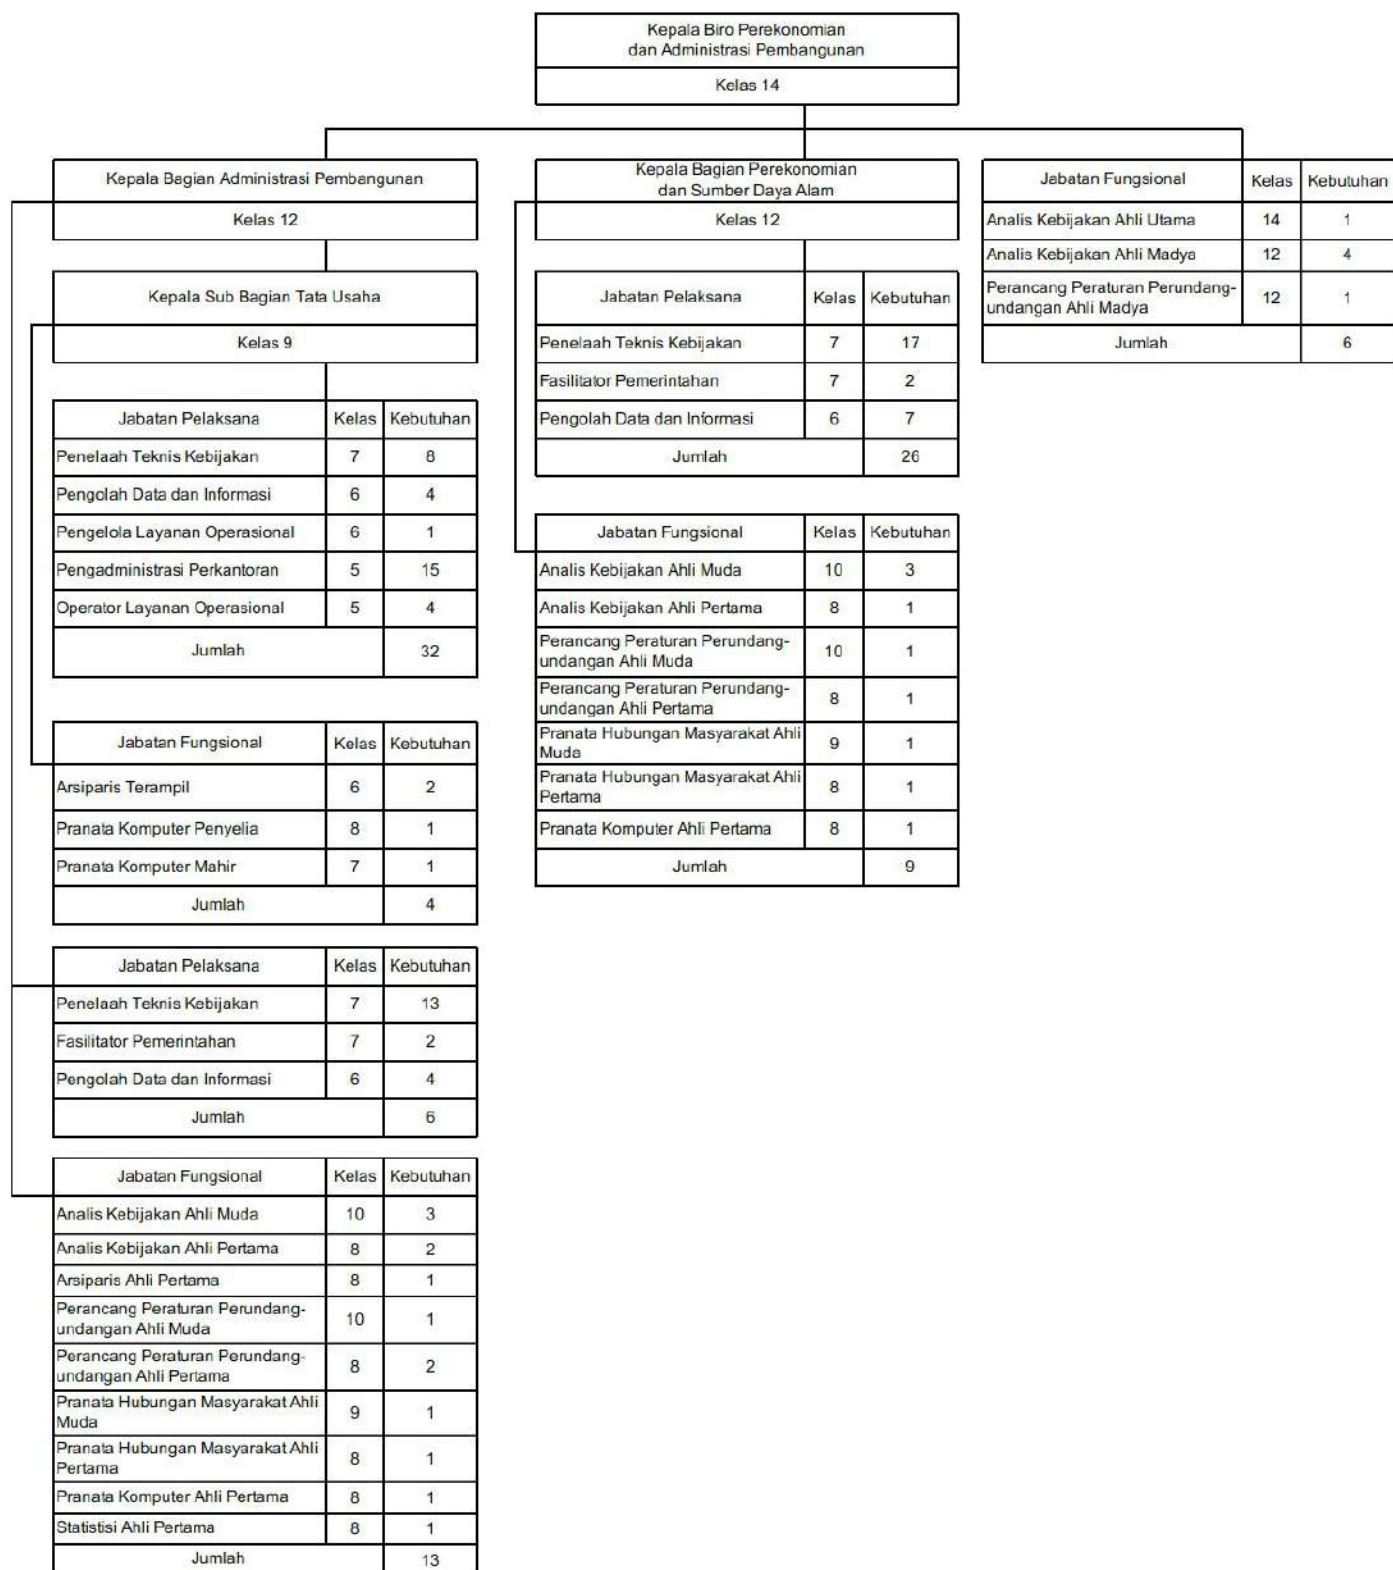 Kepala Biro Perekonomian
dan Administrasi Pembangunan
Kelas 14
Kepala Bagian Administrasi Pembangunan
Kelas 12
Kepala Sub Bagian Tata Usaha
Kelas 9
Jabatan Pelaksana Kelas Kebutuhan
Penelaah Teknis Kebijakan 7 8
Pengolah Data dan Informasi 6 4
Pengelola Layanan Operasional 6 1
Pengadministrasi Perkantoran 5 15
Operator Layanan Operasional 5 4
Jumlah 32
Jabatan Fungsional Kelas Kebutuhan
Arsiparis Terampil 6 2
Pranata Komputer Penyelia 8 1
Pranata Komputer Mahir 7 1
Jumlah 4
Jabatan Pelaksana Kelas Kebutuhan
Penelaah Teknis Kebijakan 7 13
Fasilitator Pemerintahan 7 2
Pengolah Data dan Informasi 6 4
Jumlah 6
Jabatan Fungsional Kelas Kebutuhan
Analis Kebijakan Ahli Muda 10 3
Analis Kebijakan Ahli Pertama 8 2
Arsiparis Ahli Pertama 8 1
Perancang Peraturan Perundang-
undangan Ahli Muda 10 1
Perancang Peraturan Perundang-
undangan Ahli Pertama 8 2
Pranata Hubungan Masyarakat Ahli
Muda 9 1
Pranata Hubungan Masyarakat Ahli
Pertama 8 1
Pranata Komputer Ahli Pertama 8 1
Statistisi Ahli Pertama 8 1
Jumlah 13
Kepala Bagian Perekonomian
dan Sumber Daya Alam
Kelas 12
Jabatan Pelaksana Kelas Kebutuhan
Penelaah Teknis Kebijakan 7 17
Fasilitator Pemerintahan 7 2
Pengolah Data dan Informasi 6 7
Jumlah 26
Jabatan Fungsional Kelas Kebutuhan
Analis Kebijakan Ahli Muda 10 3
Analis Kebijakan Ahli Pertama 8 1
Perancang Peraturan Perundang-
undangan Ahli Muda 10 1
Perancang Peraturan Perundang-
undangan Ahli Pertama 8 1
Pranata Hubungan Masyarakat Ahli
Muda 9 1
Pranata Hubungan Masyarakat Ahli
Pertama 8 1
Pranata Komputer Ahli Pertama 8 1
Jumlah 9
Jabatan Fungsional Kelas Kebutuhan
Analis Kebijakan Ahli Utama 14 1
Analis Kebijakan Ahli Madya 12 4
Perancang Peraturan Perundang-
undangan Ahli Madya 12 1
Jumlah 6